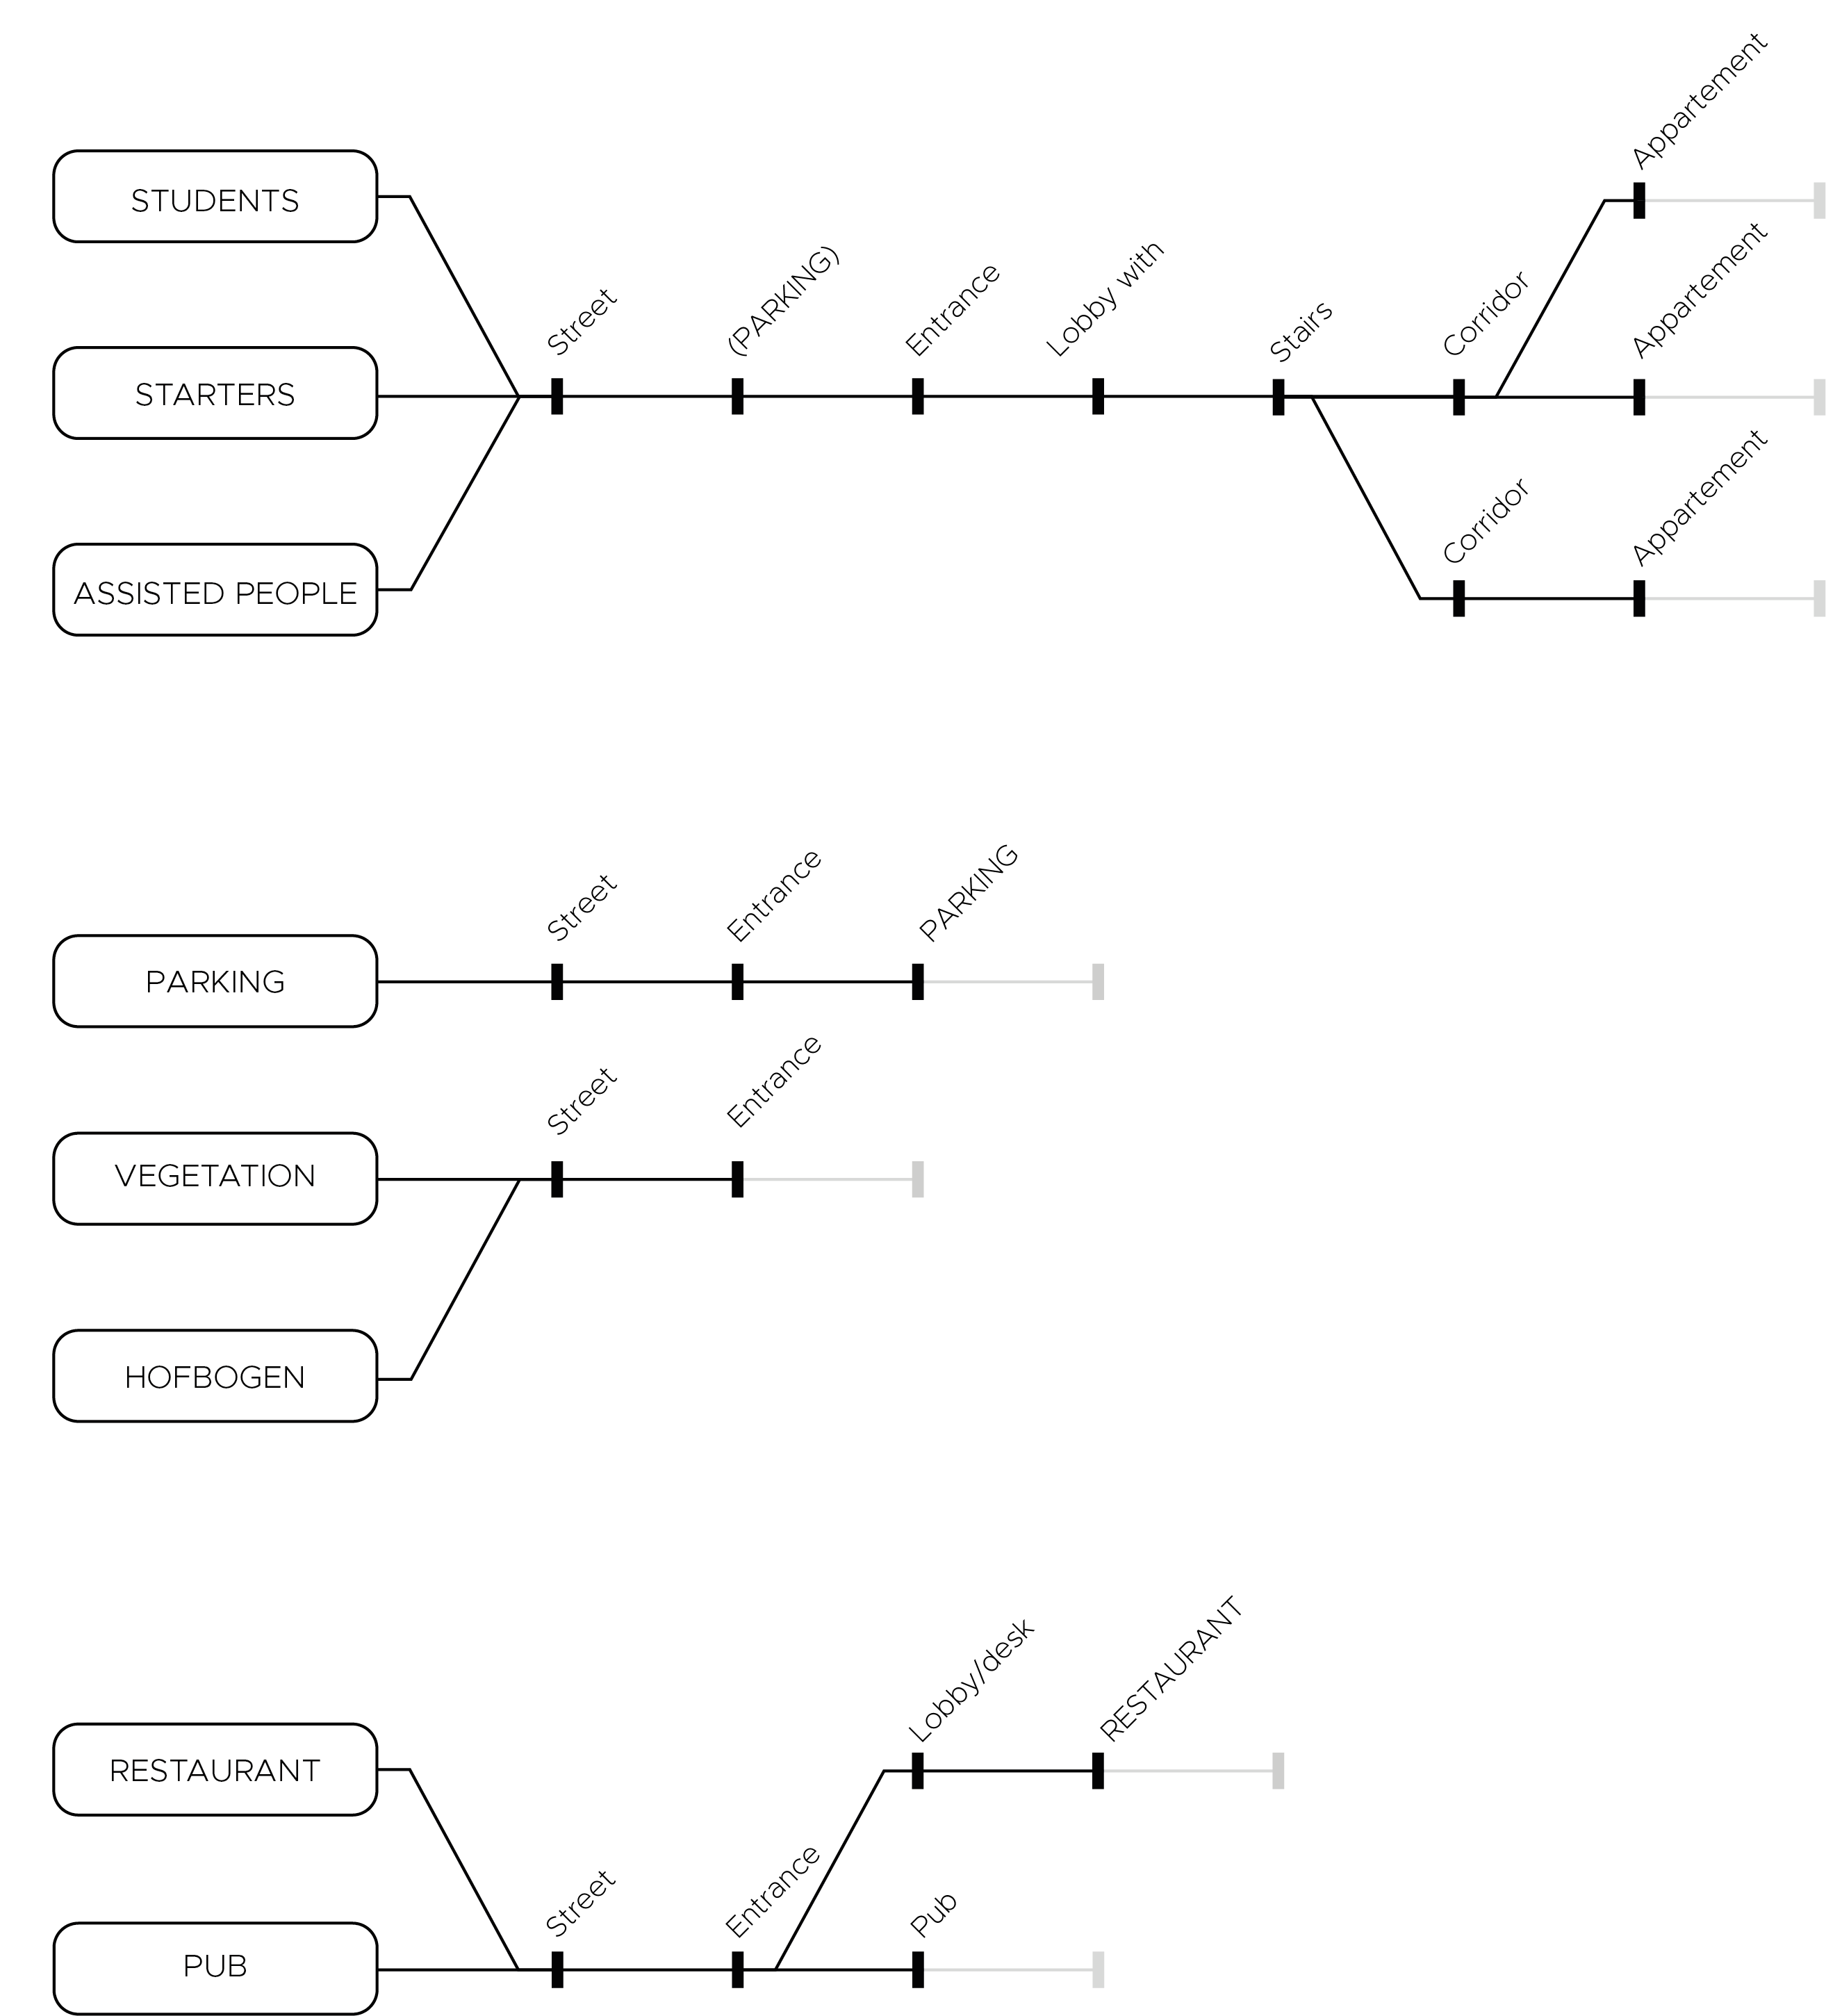 Appartement
STUDENTS
Street
(PARKING)
Entrance
Lobby with
Stairs
Corridor
Appartement
STARTERS
Corridor
Appartement
ASSISTED PEOPLE
Street
Entrance
PARKING
PARKING
Street
Entrance
VEGETATION
HOFBOGEN
Lobby/desk
RESTAURANT
RESTAURANT
Street
Entrance
Pub
PUB